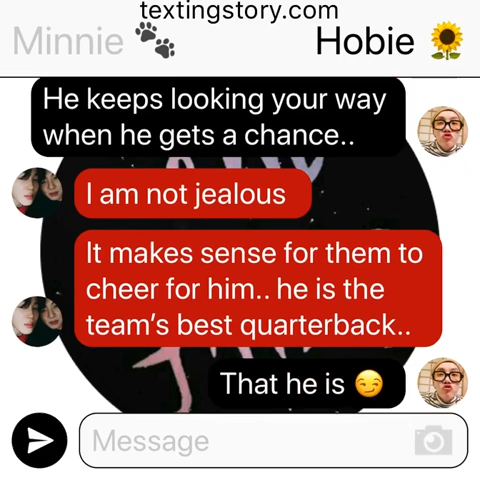 textingstory.com
Minnie 🐾 Hobie 🌻
He keeps looking your way
when he gets a chance..
I am not jealous
It makes sense for them to
cheer for him.. he is the
team's best quarterback..
That he is 😏
Message